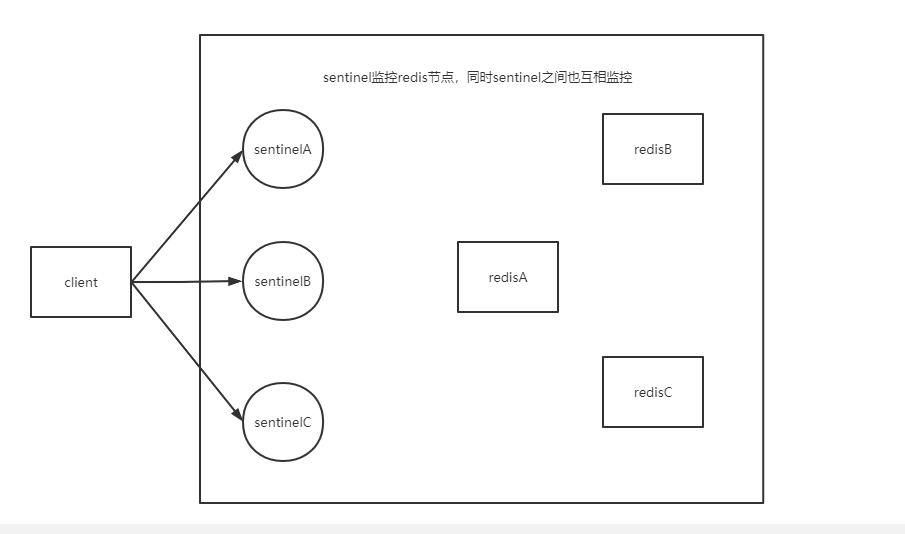 sentinel监控redis节点，同时sentinel之间也互相监控
sentinelA
redisB
client
sentinelB
redisA
sentinelC
redisC